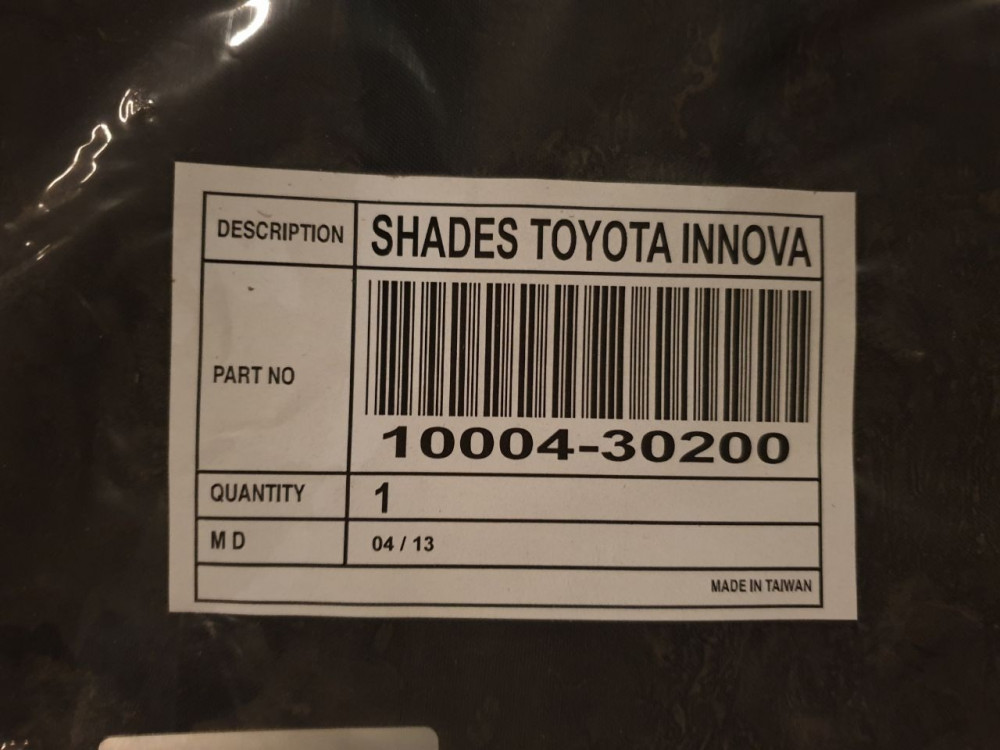 DESCRIPTION SHADES TOYOTA INNOVA
PART NO
10004-30200
QUANTITY 1
M D 04 / 13
MADE IN TAIWAN